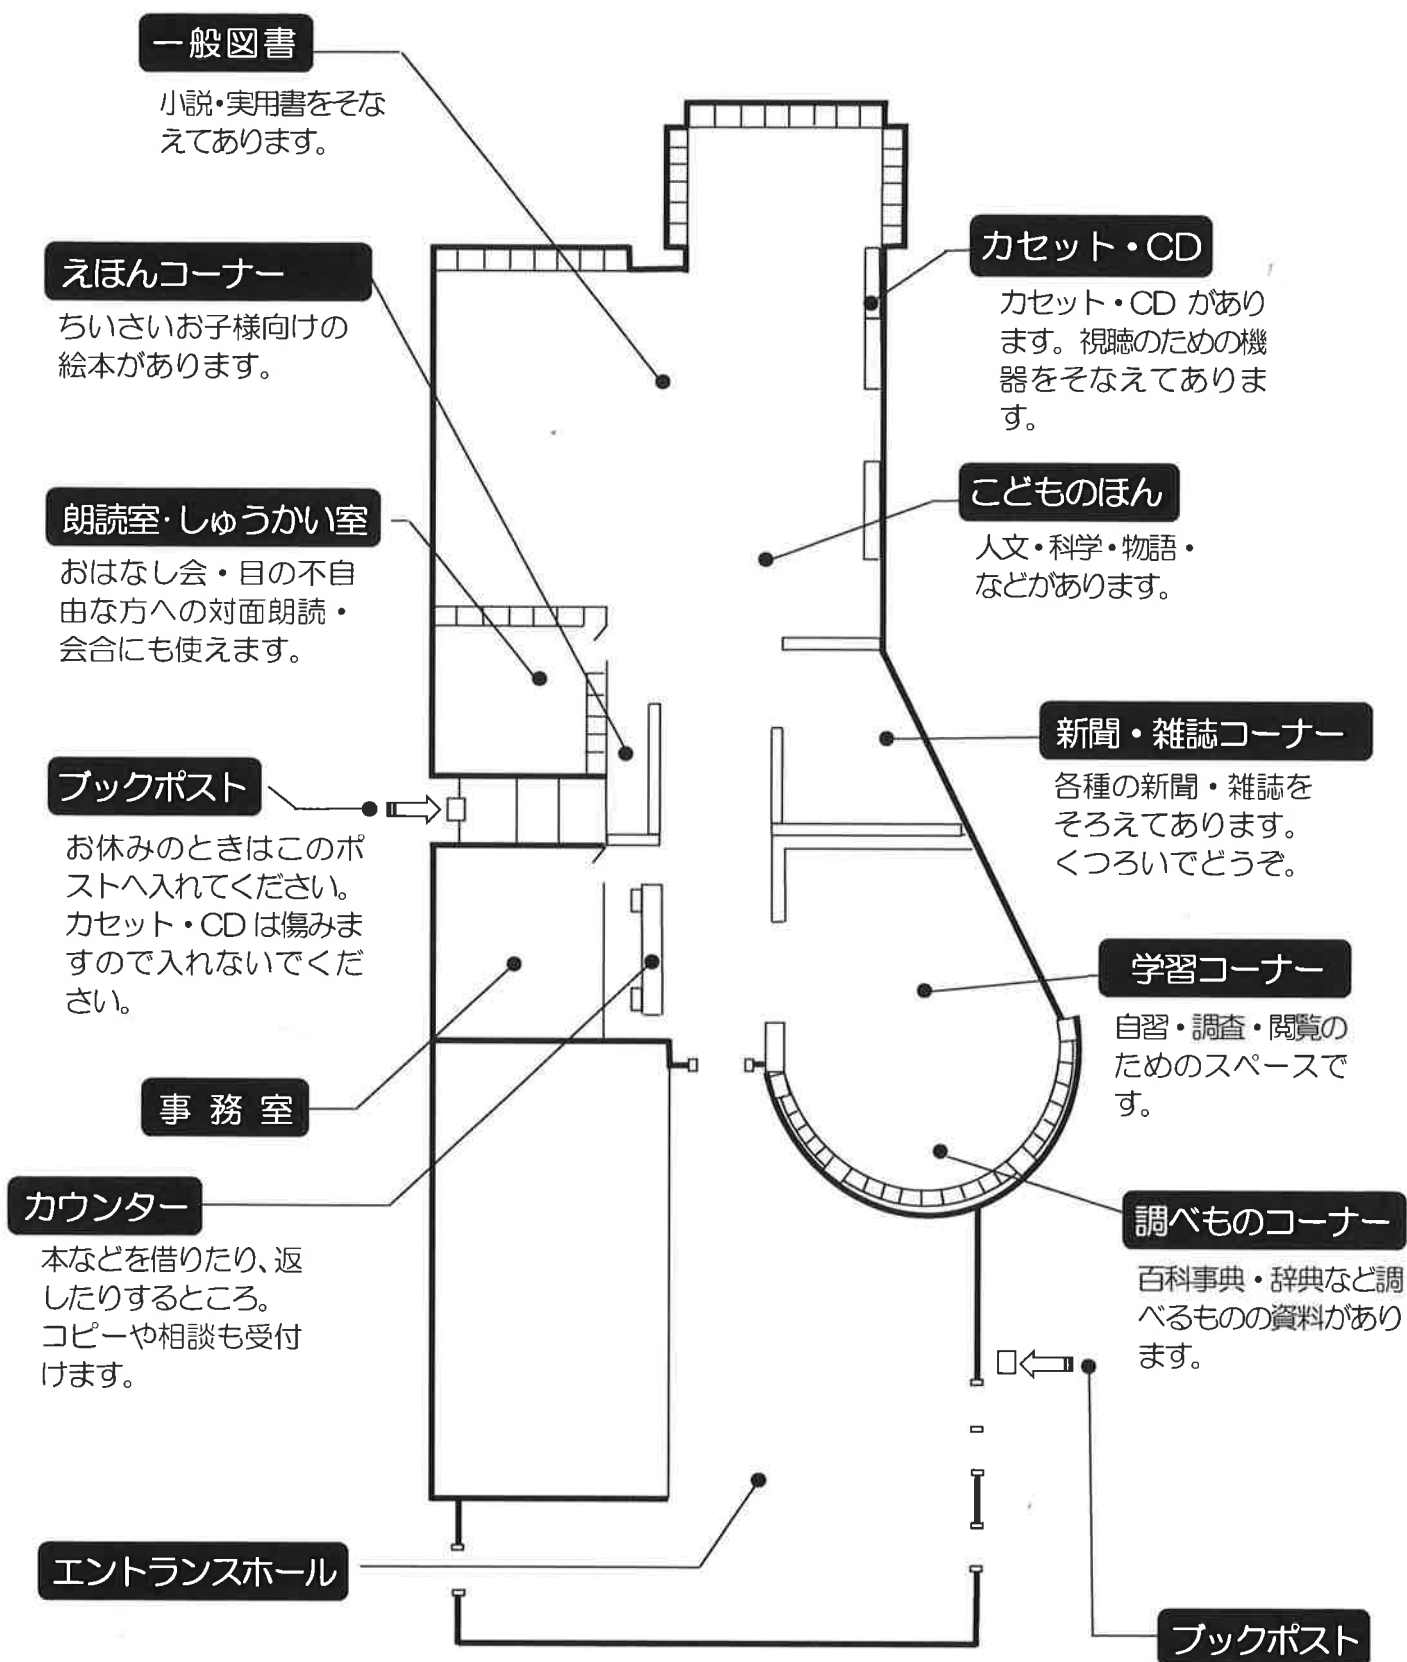 一般図書
小説・実用書をそな
えてあります。
えほんコーナー
ちいさいお子様向けの
絵本があります。
朗読室・しゅうかい室
おはなし会・目の不自
由な方への対面朗読・
会合にも使えます。
ブックポスト
お休みのときはこのポ
ストへ入れてください。
カセット・CDは傷みま
すので入れないでくだ
さい。
事務室
カウンター
本などを借りたり、返
したりするところ。
コピーや相談も受付
けます。
エントランスホール
カセット・CD
カセット・CD があり
ます。視聴のための機
器をそなえてありま
す。
こどものほん
人文・科学・物語・
などがあります。
新聞・雑誌コーナー
各種の新聞・雑誌を
そろえてあります。
くつろいでどうぞ。
学習コーナー
自習・調査・閲覧の
ためのスペースで
す。
調べものコーナー
百科事典・辞典など調
べるものの資料があり
ます。
ブックポスト